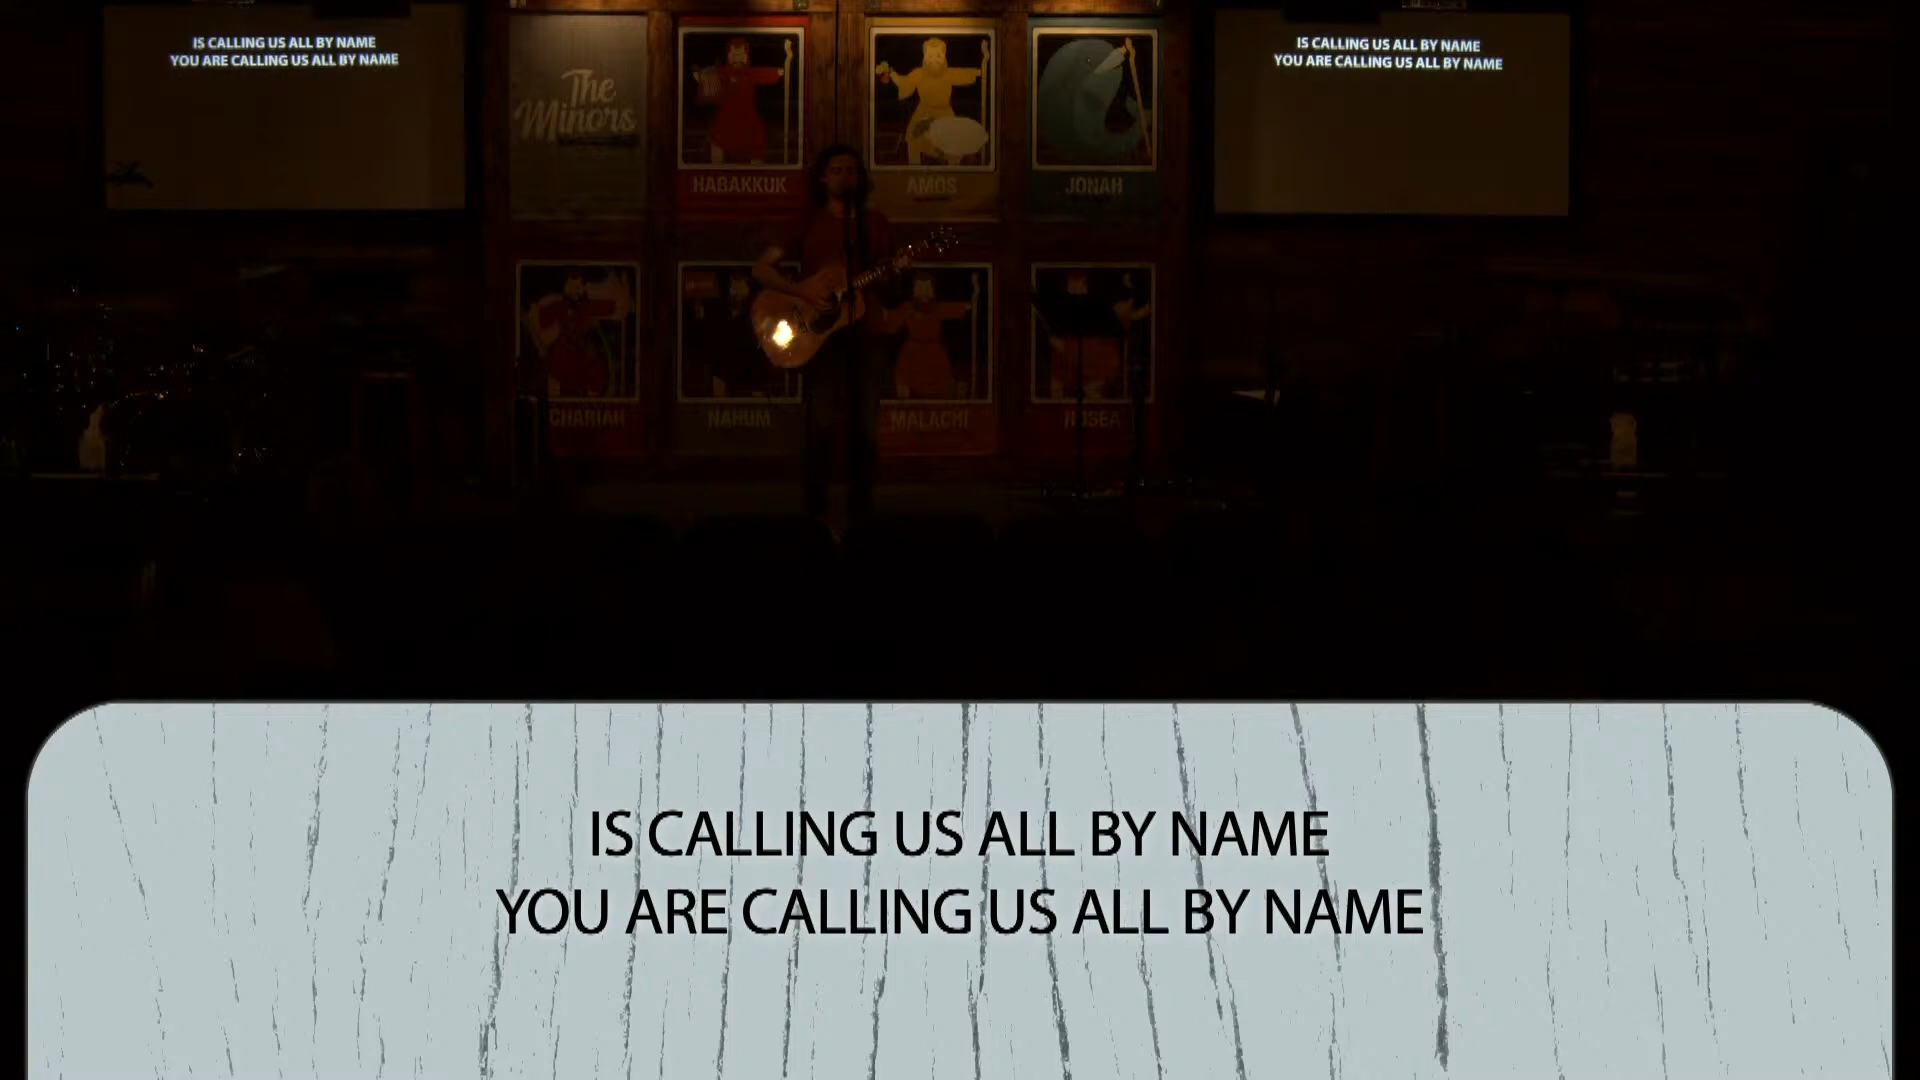 IS CALLING US ALL BY NAME
YOU ARE CALLING US ALL BY NAME
IS CALLING US ALL BY NAME
YOU ARE CALLING US ALL BY NAME
The
Minors
HABAKKUK
AMOS
JONAH
CHARIAH
NAHUM
MALACHI
HOSEA
IS CALLING US ALL BY NAME
YOU ARE CALLING US ALL BY NAME